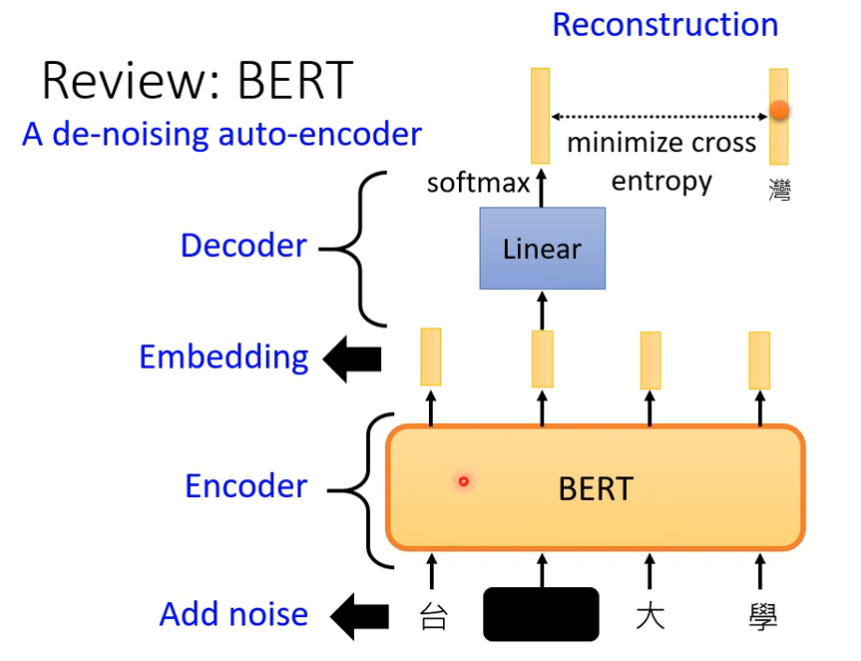 Reconstruction
Review: BERT
A de-noising auto-encoder
minimize cross
entropy
softmax
灣
Decoder
Linear
Embedding
Encoder
BERT
Add noise
台 大 學